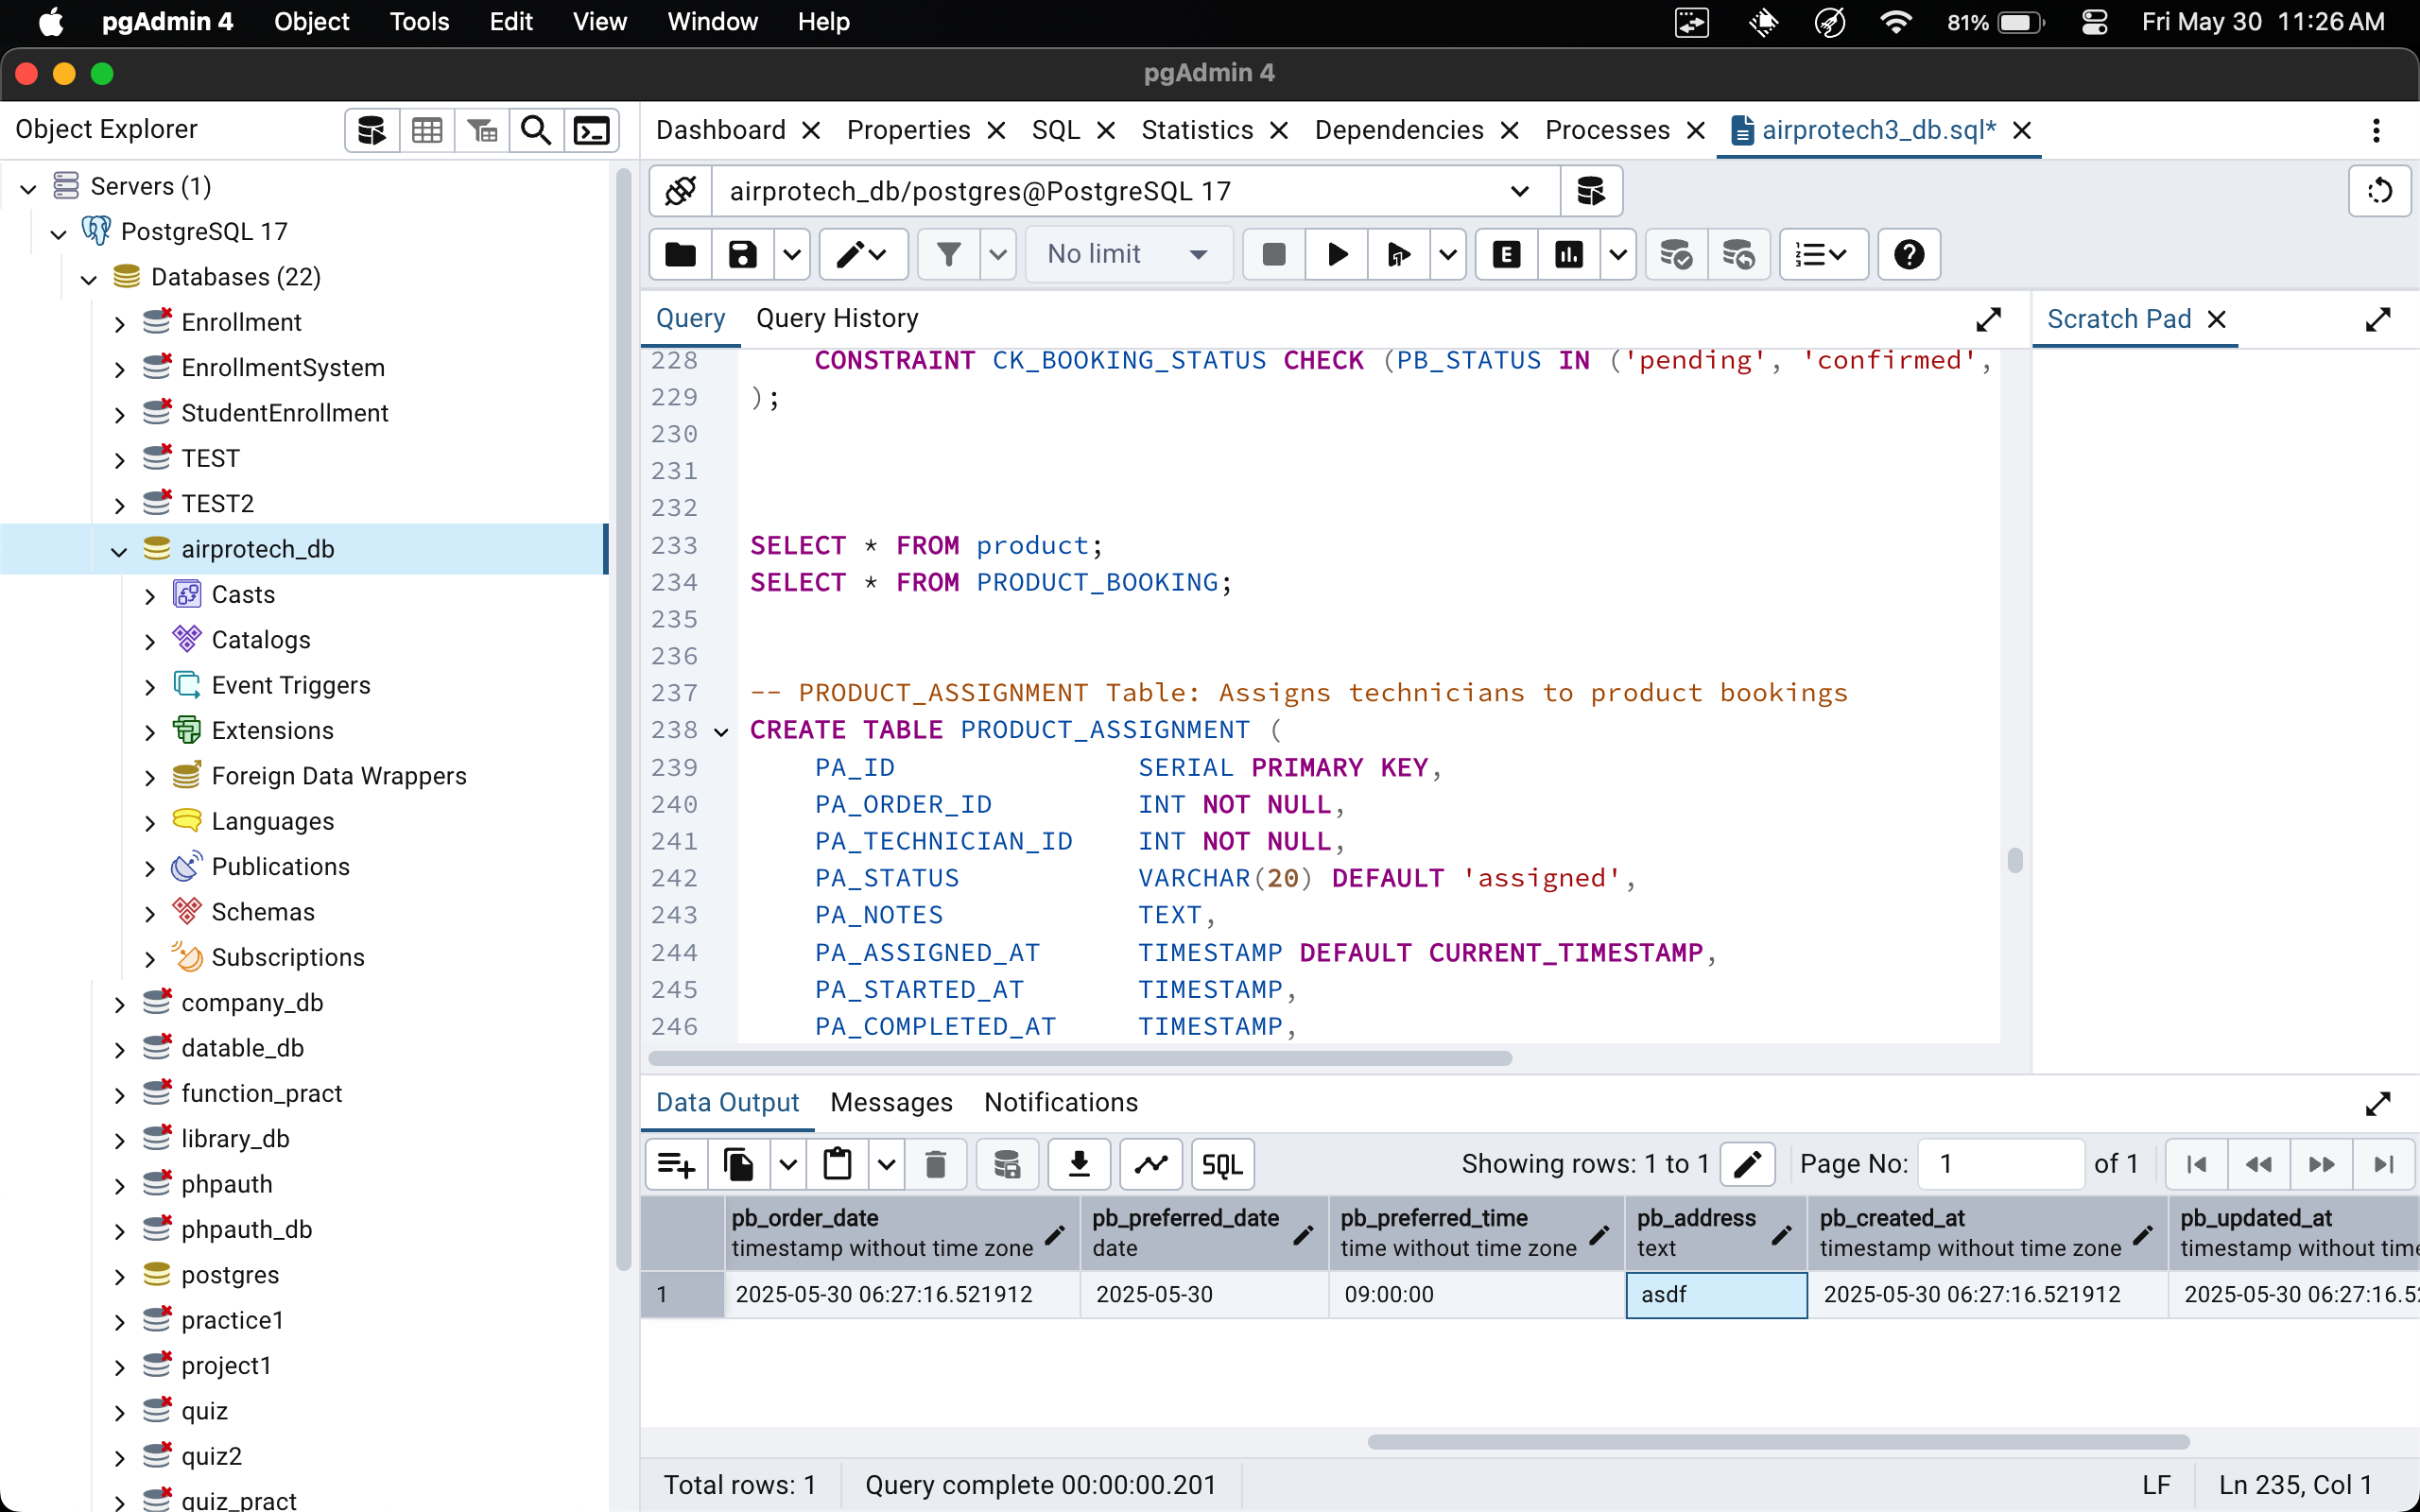 pgAdmin 4 Object Tools Edit View Window Help 81% Fri May 30 11:26 AM
pgAdmin 4
Object Explorer
Dashboard Properties SQL Statistics Dependencies Processes airprotech3_db.sql*
Servers (1)
PostgreSQL 17
Databases (22)
Enrollment
EnrollmentSystem
StudentEnrollment
TEST
TEST2
airprotech_db
Casts
Catalogs
Event Triggers
Extensions
Foreign Data Wrappers
Languages
Publications
Schemas
Subscriptions
company_db
datable_db
function_pract
library_db
phpauth
phpauth_db
postgres
practice1
project1
quiz
quiz2
quiz_pract
airprotech_db/postgres@PostgreSQL 17
No limit
E
Query Query History
Scratch Pad
228 CONSTRAINT CK_BOOKING_STATUS CHECK (PB_STATUS IN ('pending', 'confirmed',
229 );
230
231
232
233 SELECT * FROM product;
234 SELECT * FROM PRODUCT_BOOKING;
235
236
237 -- PRODUCT_ASSIGNMENT Table: Assigns technicians to product bookings
238 CREATE TABLE PRODUCT_ASSIGNMENT (
239 PA_ID SERIAL PRIMARY KEY,
240 PA_ORDER_ID INT NOT NULL,
241 PA_TECHNICIAN_ID INT NOT NULL,
242 PA_STATUS VARCHAR(20) DEFAULT 'assigned',
243 PA_NOTES TEXT,
244 PA_ASSIGNED_AT TIMESTAMP DEFAULT CURRENT_TIMESTAMP,
245 PA_STARTED_AT TIMESTAMP,
246 PA_COMPLETED_AT TIMESTAMP,
Data Output Messages Notifications
SQL Showing rows: 1 to 1 Page No: 1 of 1
pb_order_date pb_preferred_date pb_preferred_time pb_address pb_created_at pb_updated_at
timestamp without time zone date time without time zone text timestamp without time zone timestamp without time
1 2025-05-30 06:27:16.521912 2025-05-30 09:00:00 asdf 2025-05-30 06:27:16.521912 2025-05-30 06:27:16.5
Total rows: 1 Query complete 00:00:00.201 LF Ln 235, Col 1